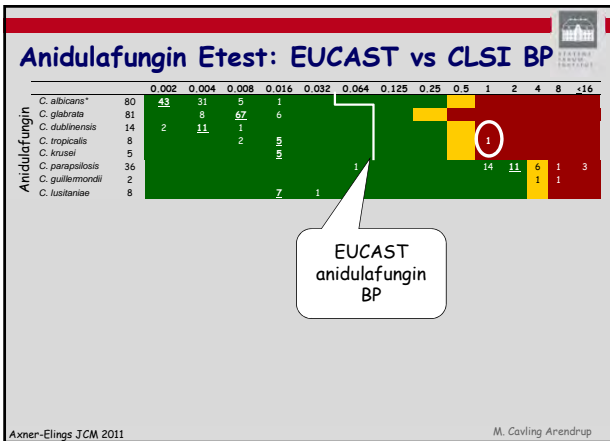 Anidulafungin Etest: EUCAST vs CLSI BP
STATENS
SERUM
INSTITUT
0.002 0.004 0.008 0.016 0.032 0.064 0.125 0.25 0.5 1 2 4 8 ≤16
Anidulafungin
C. albicans* 80 43 31 5 1
C. glabrata 81 8 67 6
C. dublinensis 14 2 11 1
C. tropicalis 8 2 5 1
C. krusei 5 5
C. parapsilosis 36 1 14 11 6 1 3
C. guillermondii 2 1 1
C. lusitaniae 8 7 1
EUCAST
anidulafungin
BP
Axner-Elings JCM 2011
M. Cavling Arendrup